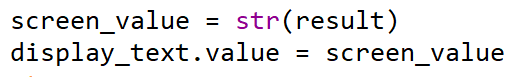 screen_value = str(result)
display_text.value = screen_value